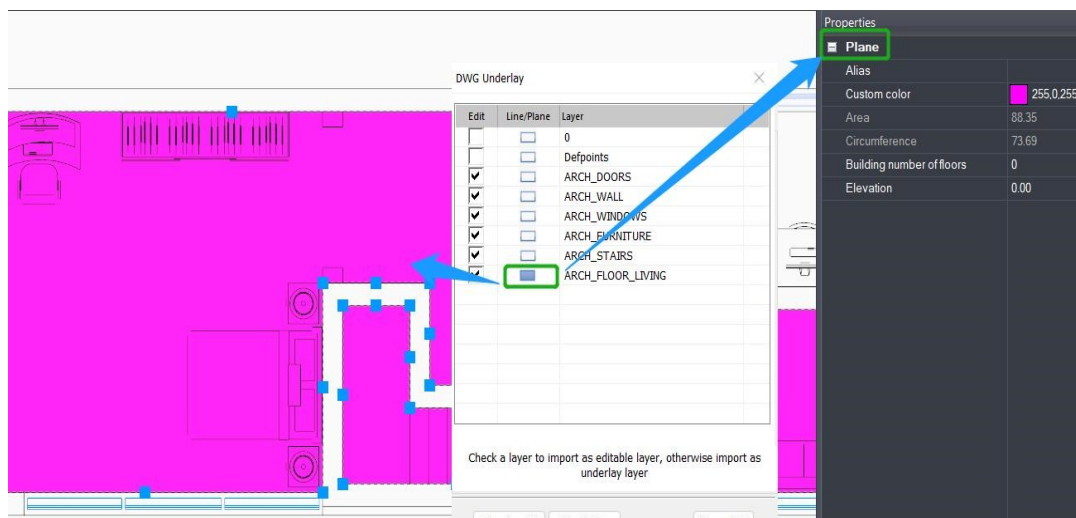 DWG Underlay
Edit Line/Plane Layer
0
Defpoints
ARCH_DOORS
ARCH_WALL
ARCH_WINDOWS
ARCH_FURNITURE
ARCH_STAIRS
ARCH_FLOOR_LIVING
Check a layer to import as editable layer, otherwise import as
underlay layer
Properties
Plane
Alias
Custom color 255,0,255
Area 88.35
Circumference 73.69
Building number of floors 0
Elevation 0.00